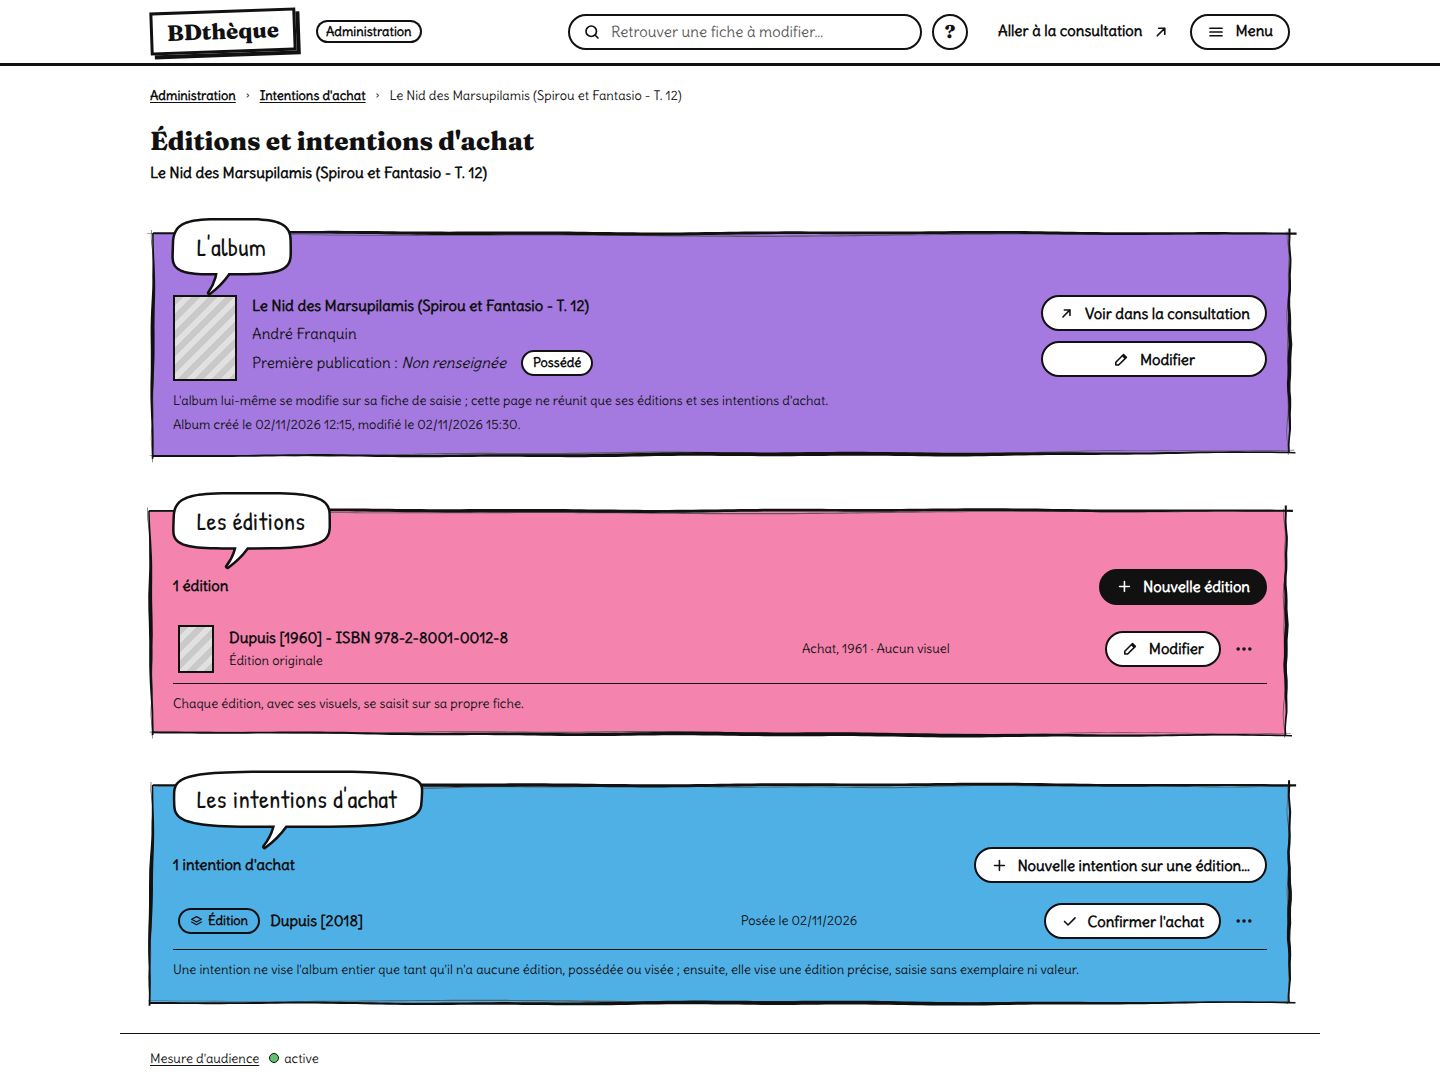 BDthèque
Administration
Retrouver une fiche à modifier...
?
Aller à la consultation
Menu
Administration › Intentions d'achat › Le Nid des Marsupilamis (Spirou et Fantasio - T. 12)
Éditions et intentions d'achat
Le Nid des Marsupilamis (Spirou et Fantasio - T. 12)
L'album
Le Nid des Marsupilamis (Spirou et Fantasio - T. 12)
André Franquin
Première publication : Non renseignée Possédé
Voir dans la consultation
Modifier
L'album lui-même se modifie sur sa fiche de saisie ; cette page ne réunit que ses éditions et ses intentions d'achat.
Album créé le 02/11/2026 12:15, modifié le 02/11/2026 15:30.
Les éditions
1 édition
Nouvelle édition
Dupuis [1960] - ISBN 978-2-8001-0012-8
Édition originale
Achat, 1961 · Aucun visuel
Modifier
Chaque édition, avec ses visuels, se saisit sur sa propre fiche.
Les intentions d'achat
1 intention d'achat
Nouvelle intention sur une édition...
Édition Dupuis [2018]
Posée le 02/11/2026
Confirmer l'achat
Une intention ne vise l'album entier que tant qu'il n'a aucune édition, possédée ou visée ; ensuite, elle vise une édition précise, saisie sans exemplaire ni valeur.
Mesure d'audience active